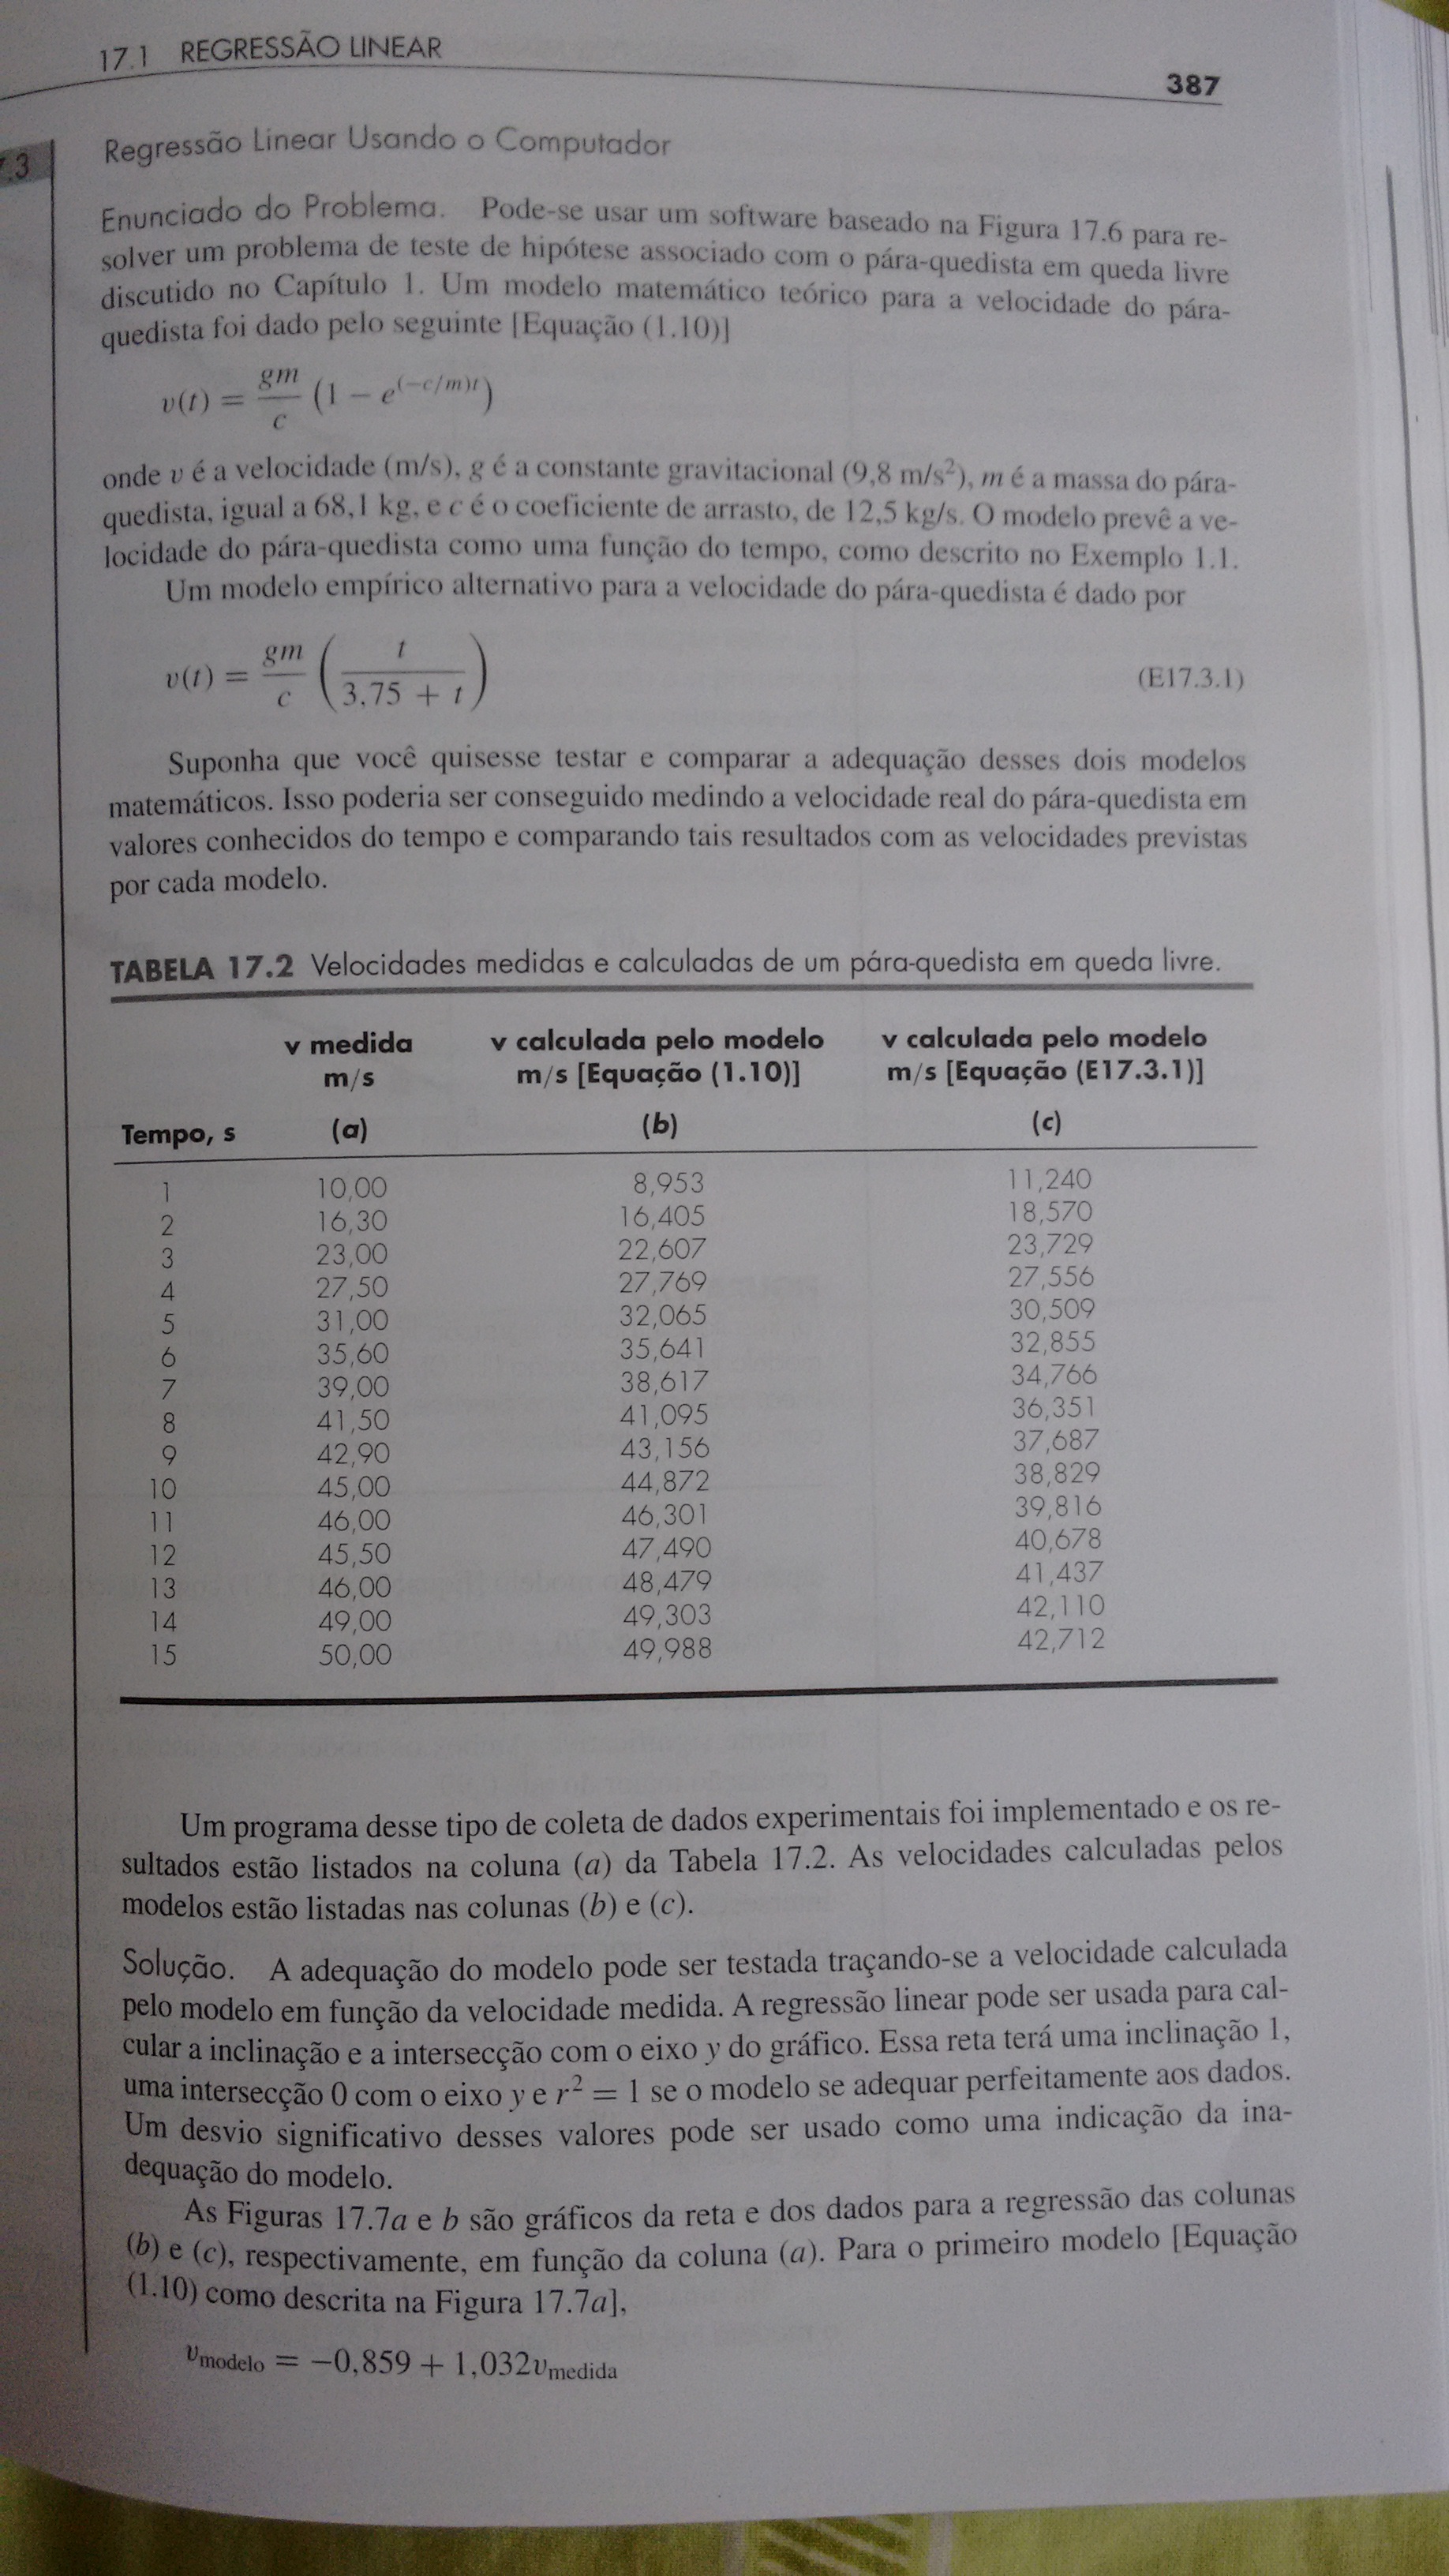 17.1 REGRESSÃO LINEAR
387
.3
Regressão Linear Usando o Computador
Enunciado do Problema. Pode-se usar um software baseado na Figura 17.6 para re-
solver um problema de teste de hipótese associado com o pára-quedista em queda livre
discutido no Capítulo 1. Um modelo matemático teórico para a velocidade do pára-
quedista foi dado pelo seguinte [Equação (1.10)]
v(t) = gm/c (1 − e^(−c/m)t)
onde v é a velocidade (m/s), g é a constante gravitacional (9,8 m/s²), m é a massa do pára-
quedista, igual a 68,1 kg, e c é o coeficiente de arrasto, de 12,5 kg/s. O modelo prevê a ve-
locidade do pára-quedista como uma função do tempo, como descrito no Exemplo 1.1.
Um modelo empírico alternativo para a velocidade do pára-quedista é dado por
v(t) = gm/c (t/(3,75 + t)) (E17.3.1)
Suponha que você quisesse testar e comparar a adequação desses dois modelos
matemáticos. Isso poderia ser conseguido medindo a velocidade real do pára-quedista em
valores conhecidos do tempo e comparando tais resultados com as velocidades previstas
por cada modelo.
TABELA 17.2 Velocidades medidas e calculadas de um pára-quedista em queda livre.
v medida v calculada pelo modelo v calculada pelo modelo
m/s m/s [Equação (1.10)] m/s [Equação (E17.3.1)]
Tempo, s (a) (b) (c)
1 10,00 8,953 11,240
2 16,30 16,405 18,570
3 23,00 22,607 23,729
4 27,50 27,769 27,556
5 31,00 32,065 30,509
6 35,60 35,641 32,855
7 39,00 38,617 34,766
8 41,50 41,095 36,351
9 42,90 43,156 37,687
10 45,00 44,872 38,829
11 46,00 46,301 39,816
12 45,50 47,490 40,678
13 46,00 48,479 41,437
14 49,00 49,303 42,110
15 50,00 49,988 42,712
Um programa desse tipo de coleta de dados experimentais foi implementado e os re-
sultados estão listados na coluna (a) da Tabela 17.2. As velocidades calculadas pelos
modelos estão listadas nas colunas (b) e (c).
Solução. A adequação do modelo pode ser testada traçando-se a velocidade calculada
pelo modelo em função da velocidade medida. A regressão linear pode ser usada para cal-
cular a inclinação e a intersecção com o eixo y do gráfico. Essa reta terá uma inclinação 1,
uma intersecção 0 com o eixo y e r² = 1 se o modelo se adequar perfeitamente aos dados.
Um desvio significativo desses valores pode ser usado como uma indicação da ina-
dequação do modelo.
As Figuras 17.7a e b são gráficos da reta e dos dados para a regressão das colunas
(b) e (c), respectivamente, em função da coluna (a). Para o primeiro modelo [Equação
(1.10) como descrita na Figura 17.7a],
vmodelo = −0,859 + 1,032vmedida